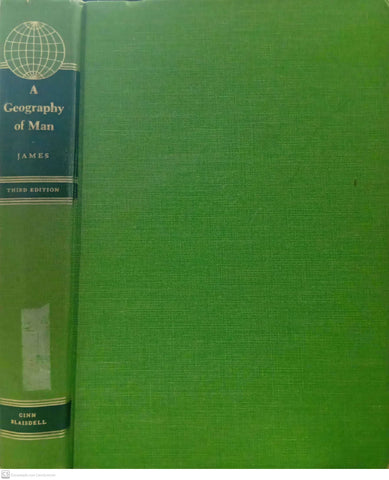 A
Geography
of Man
JAMES
THIRD EDITION
GINN
BLAISDELL